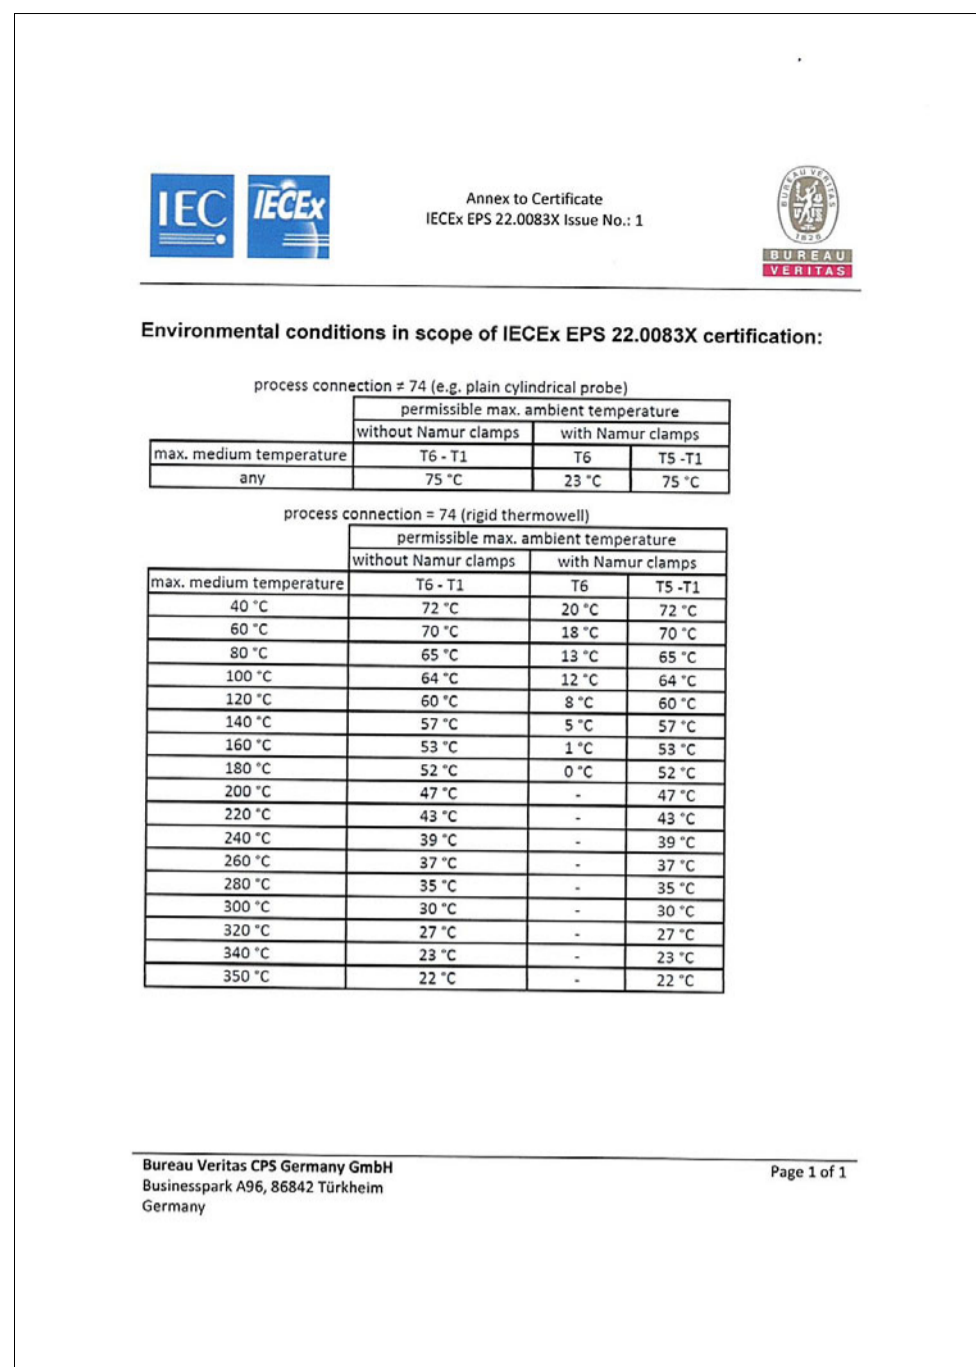 IEC IECEx
Annex to Certificate
IECEx EPS 22.0083X Issue No.: 1
BUREAU VERITAS
1828
BUREAU
VERITAS
Environmental conditions in scope of IECEx EPS 22.0083X certification:
process connection ≠ 74 (e.g. plain cylindrical probe)
permissible max. ambient temperature
without Namur clamps with Namur clamps
max. medium temperature T6 - T1 T6 T5 -T1
any 75 °C 23 °C 75 °C
process connection = 74 (rigid thermowell)
permissible max. ambient temperature
without Namur clamps with Namur clamps
max. medium temperature T6 - T1 T6 T5 -T1
40 °C 72 °C 20 °C 72 °C
60 °C 70 °C 18 °C 70 °C
80 °C 65 °C 13 °C 65 °C
100 °C 64 °C 12 °C 64 °C
120 °C 60 °C 8 °C 60 °C
140 °C 57 °C 5 °C 57 °C
160 °C 53 °C 1 °C 53 °C
180 °C 52 °C 0 °C 52 °C
200 °C 47 °C - 47 °C
220 °C 43 °C - 43 °C
240 °C 39 °C - 39 °C
260 °C 37 °C - 37 °C
280 °C 35 °C - 35 °C
300 °C 30 °C - 30 °C
320 °C 27 °C - 27 °C
340 °C 23 °C - 23 °C
350 °C 22 °C - 22 °C
Bureau Veritas CPS Germany GmbH
Page 1 of 1
Businesspark A96, 86842 Türkheim
Germany